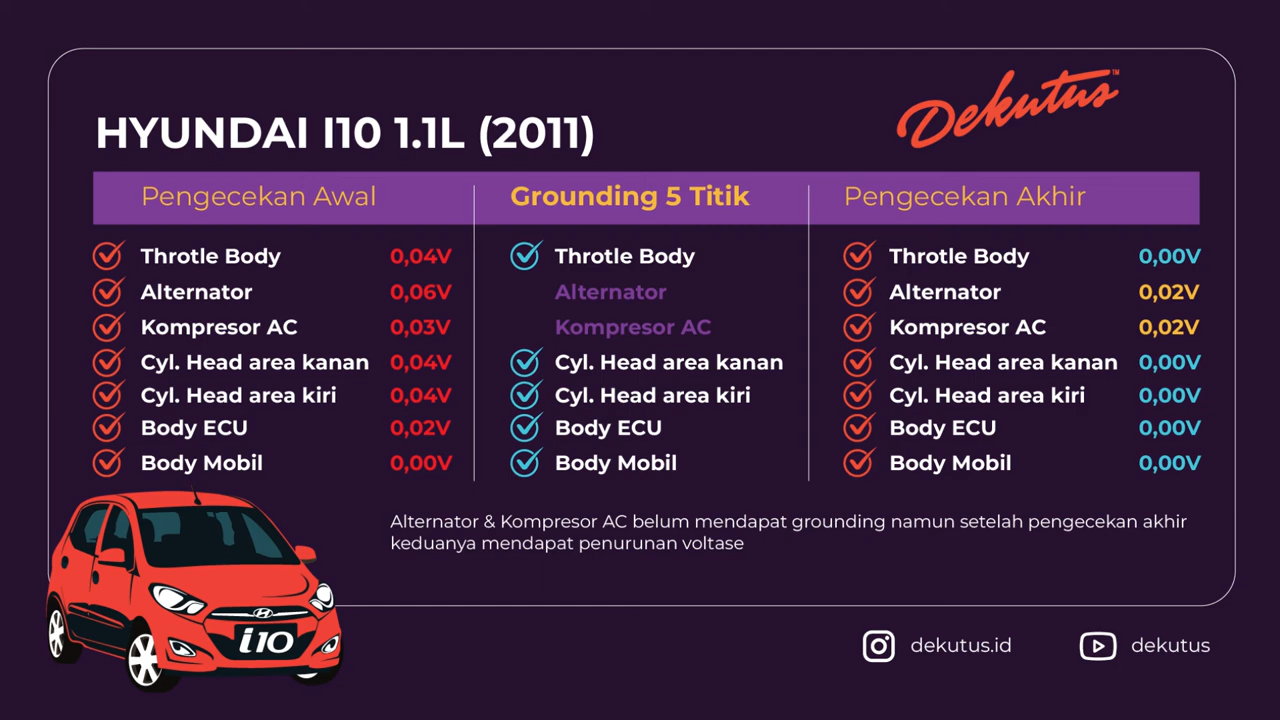 Dekutus™
HYUNDAI I10 1.1L (2011)
Pengecekan Awal
Throtle Body 0,04V
Alternator 0,06V
Kompresor AC 0,03V
Cyl. Head area kanan 0,04V
Cyl. Head area kiri 0,04V
Body ECU 0,02V
Body Mobil 0,00V
Grounding 5 Titik
Throtle Body
Alternator
Kompresor AC
Cyl. Head area kanan
Cyl. Head area kiri
Body ECU
Body Mobil
Pengecekan Akhir
Throtle Body 0,00V
Alternator 0,02V
Kompresor AC 0,02V
Cyl. Head area kanan 0,00V
Cyl. Head area kiri 0,00V
Body ECU 0,00V
Body Mobil 0,00V
Alternator & Kompresor AC belum mendapat grounding namun setelah pengecekan akhir
keduanya mendapat penurunan voltase
i10
dekutus.id
dekutus